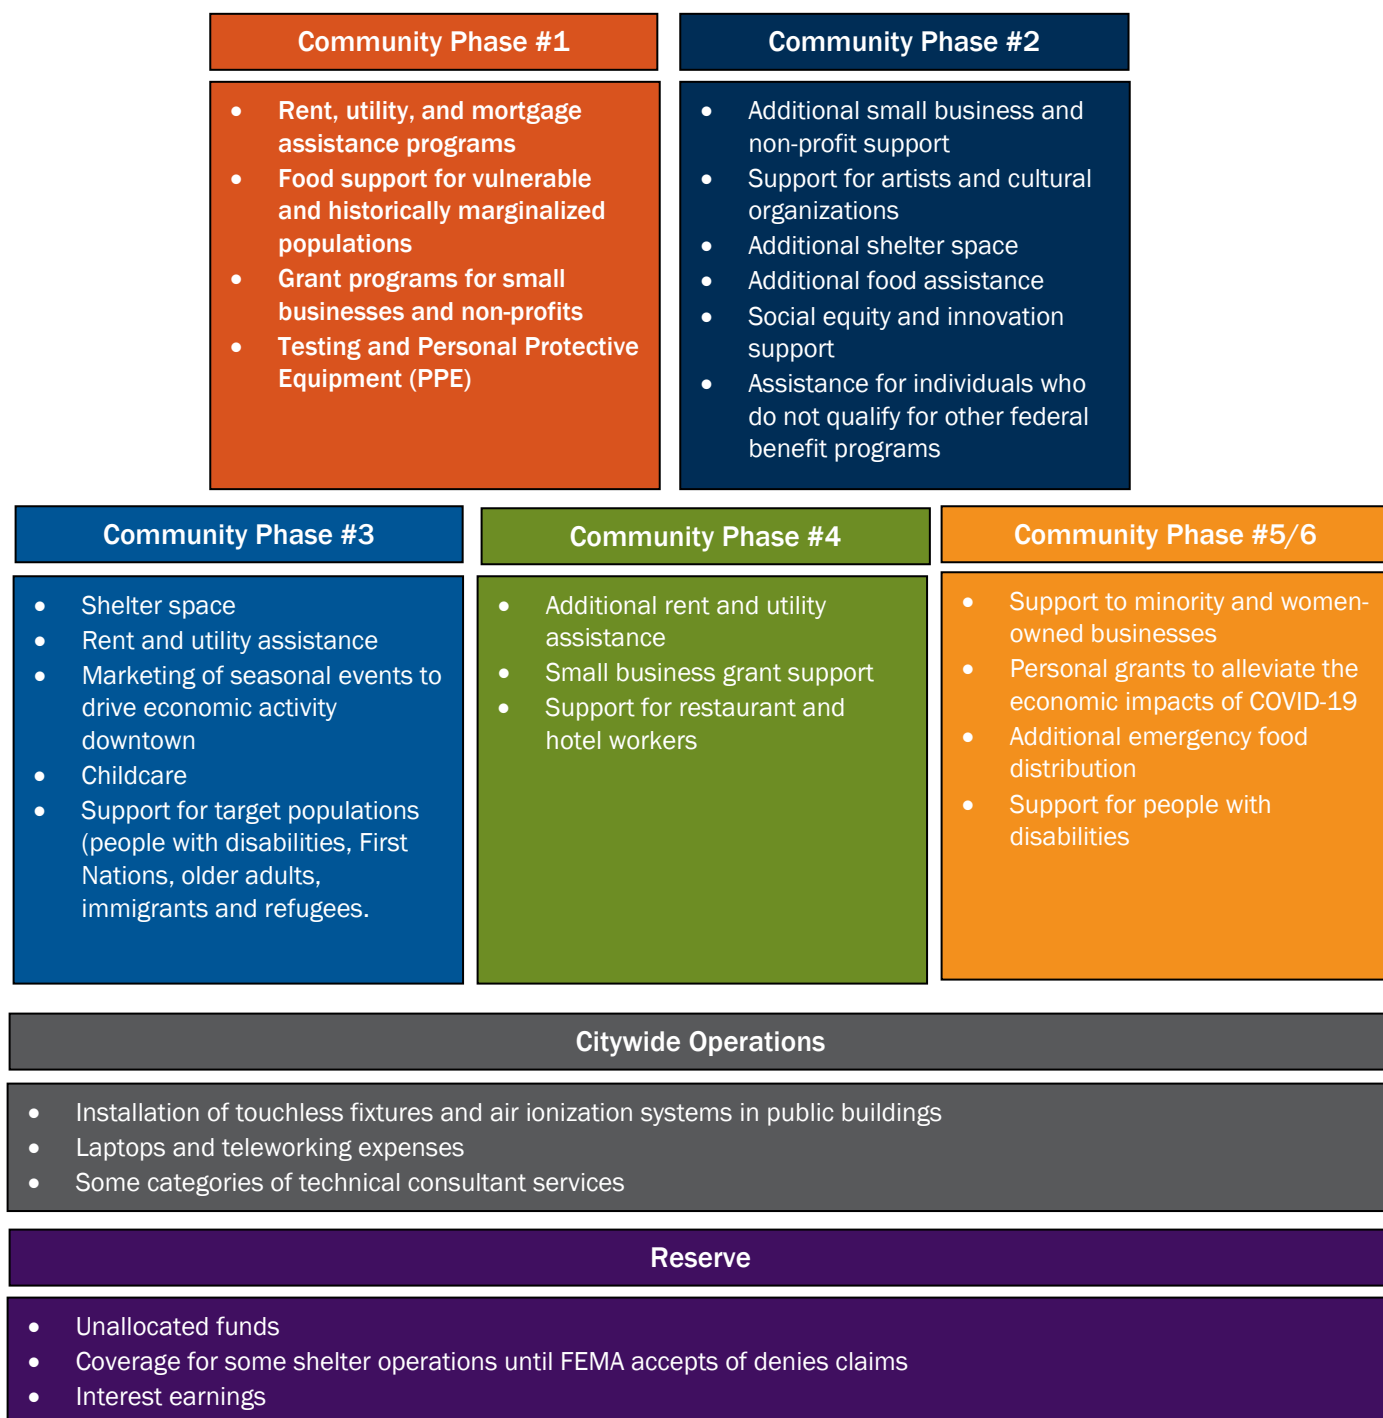 Community Phase #1
• Rent, utility, and mortgage
assistance programs
• Food support for vulnerable
and historically marginalized
populations
• Grant programs for small
businesses and non-profits
• Testing and Personal Protective
Equipment (PPE)
Community Phase #2
• Additional small business and
non-profit support
• Support for artists and cultural
organizations
• Additional shelter space
• Additional food assistance
• Social equity and innovation
support
• Assistance for individuals who
do not qualify for other federal
benefit programs
Community Phase #3
• Shelter space
• Rent and utility assistance
• Marketing of seasonal events to
drive economic activity
downtown
• Childcare
• Support for target populations
(people with disabilities, First
Nations, older adults,
immigrants and refugees.
Community Phase #4
• Additional rent and utility
assistance
• Small business grant support
• Support for restaurant and
hotel workers
Community Phase #5/6
• Support to minority and women-
owned businesses
• Personal grants to alleviate the
economic impacts of COVID-19
• Additional emergency food
distribution
• Support for people with
disabilities
Citywide Operations
• Installation of touchless fixtures and air ionization systems in public buildings
• Laptops and teleworking expenses
• Some categories of technical consultant services
Reserve
• Unallocated funds
• Coverage for some shelter operations until FEMA accepts of denies claims
• Interest earnings